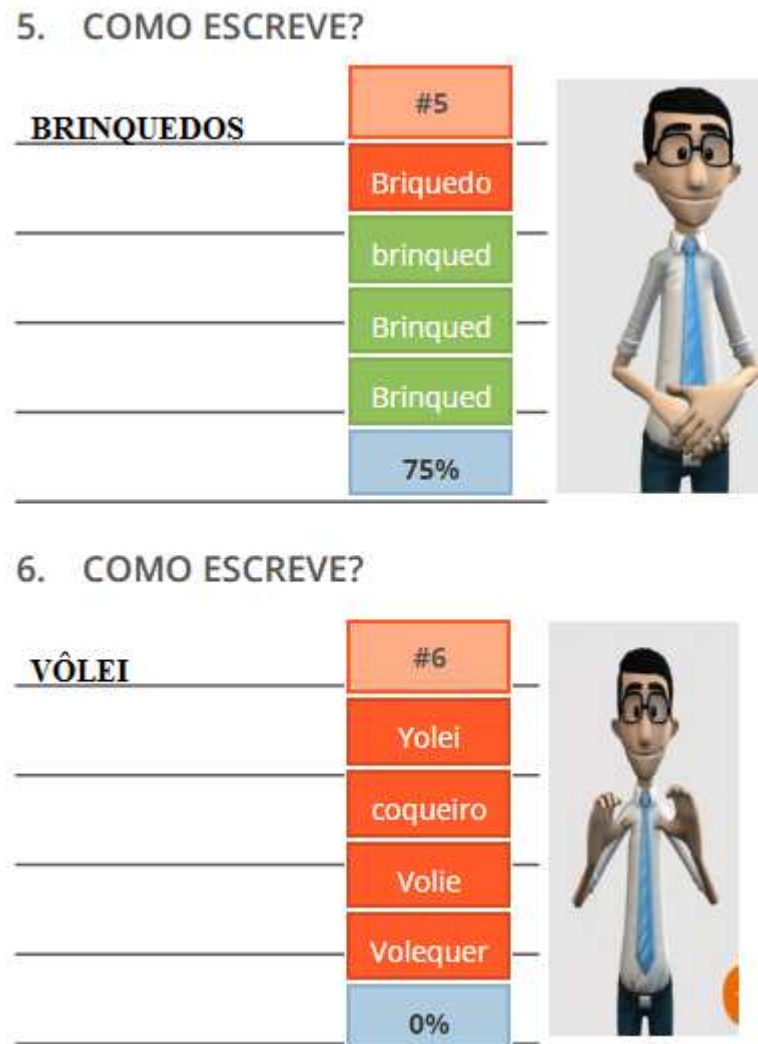 5. COMO ESCREVE?
#5
BRINQUEDOS
Briquedo
brinqued
Brinqued
Brinqued
75%
6. COMO ESCREVE?
#6
VÔLEI
Yolei
coqueiro
Volie
Volequer
0%